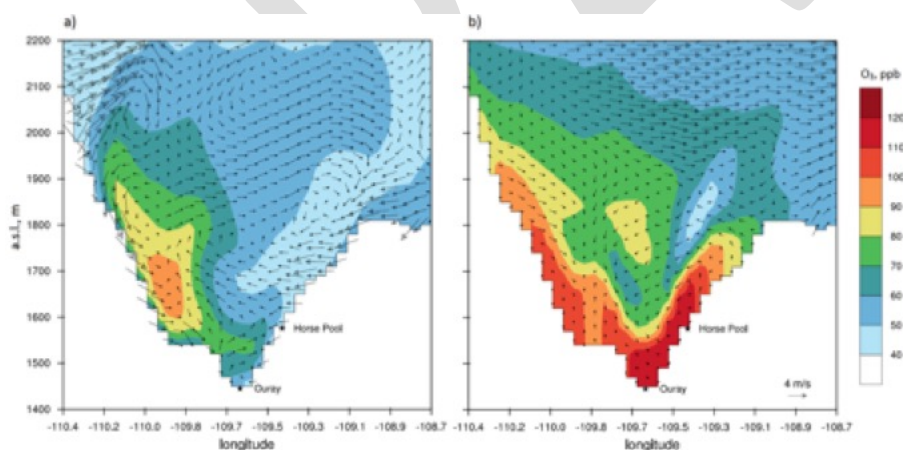 a)
b)
2200
2100
2000
1900
1800
1700
1600
1500
1400
a.s.l., m
Horse Pool
Ouray
-110.4 -110.2 -110.0 -109.8 -109.6 -109.5 -109.3 -109.1 -108.9 -108.7
longitude
Horse Pool
Ouray
4 m/s
-110.4 -110.2 -110.0 -109.8 -109.6 -109.5 -109.3 -109.1 -108.9 -108.7
longitude
O₃, ppb
120
110
100
90
80
70
60
50
40